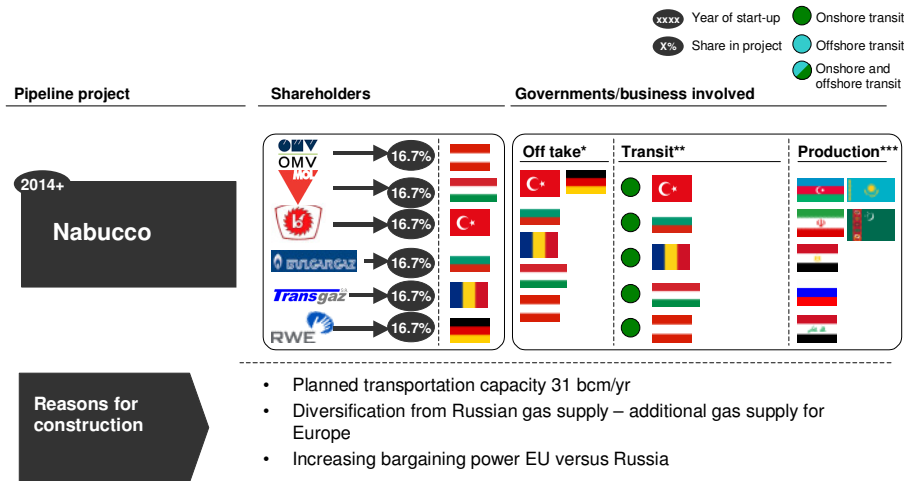 xxxx Year of start-up Onshore transit
X% Share in project Offshore transit
Onshore and
offshore transit
Pipeline project
Shareholders
Governments/business involved
2014+
Nabucco
OMV
OMV
MOL
BULGARGAZ
Transgaz SA
RWE
16.7%
16.7%
16.7%
16.7%
16.7%
16.7%
Off take*
Transit**
Production***
Reasons for
construction
• Planned transportation capacity 31 bcm/yr
• Diversification from Russian gas supply – additional gas supply for
Europe
• Increasing bargaining power EU versus Russia